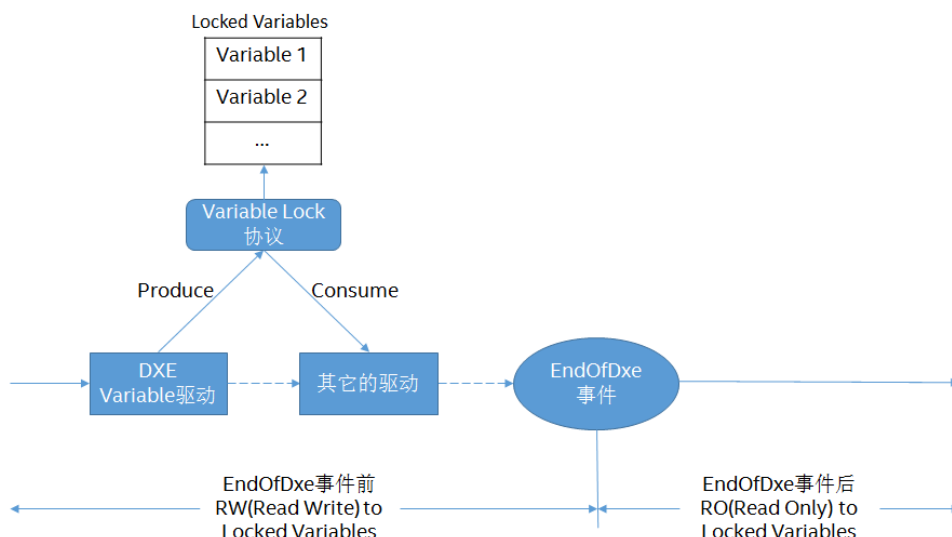 Locked Variables
Variable 1
Variable 2
...
Variable Lock
协议
Produce
Consume
DXE
Variable驱动
其它的驱动
EndOfDxe
事件
EndOfDxe事件前
RW(Read Write) to
Locked Variables
EndOfDxe事件后
RO(Read Only) to
Locked Variables